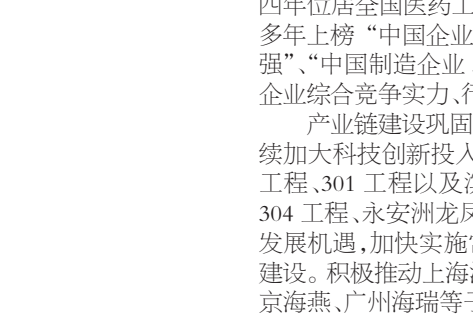 四年位居全国医药工
多年上榜“中国企业
强”、“中国制造企业
企业综合竞争实力、行
产业链建设巩固
续加大科技创新投入
工程、301 工程以及
304 工程、永安洲龙凤
发展机遇，加快实施
建设。积极推动上海
京海燕、广州海瑞等子